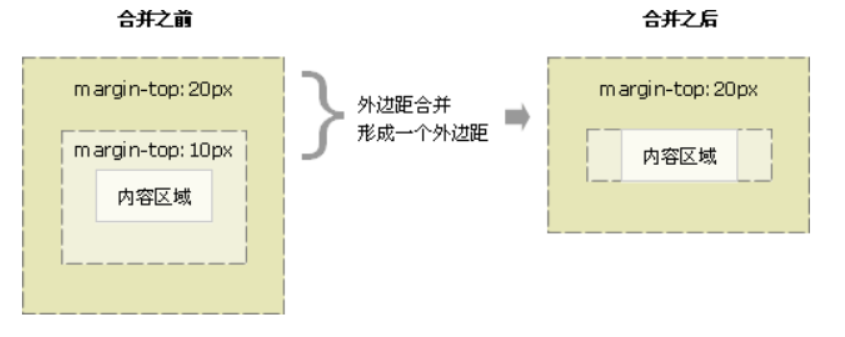 合并之前
合并之后
margin-top: 20px
margin-top: 10px
内容区域
外边距合并
形成一个外边距
margin-top: 20px
内容区域